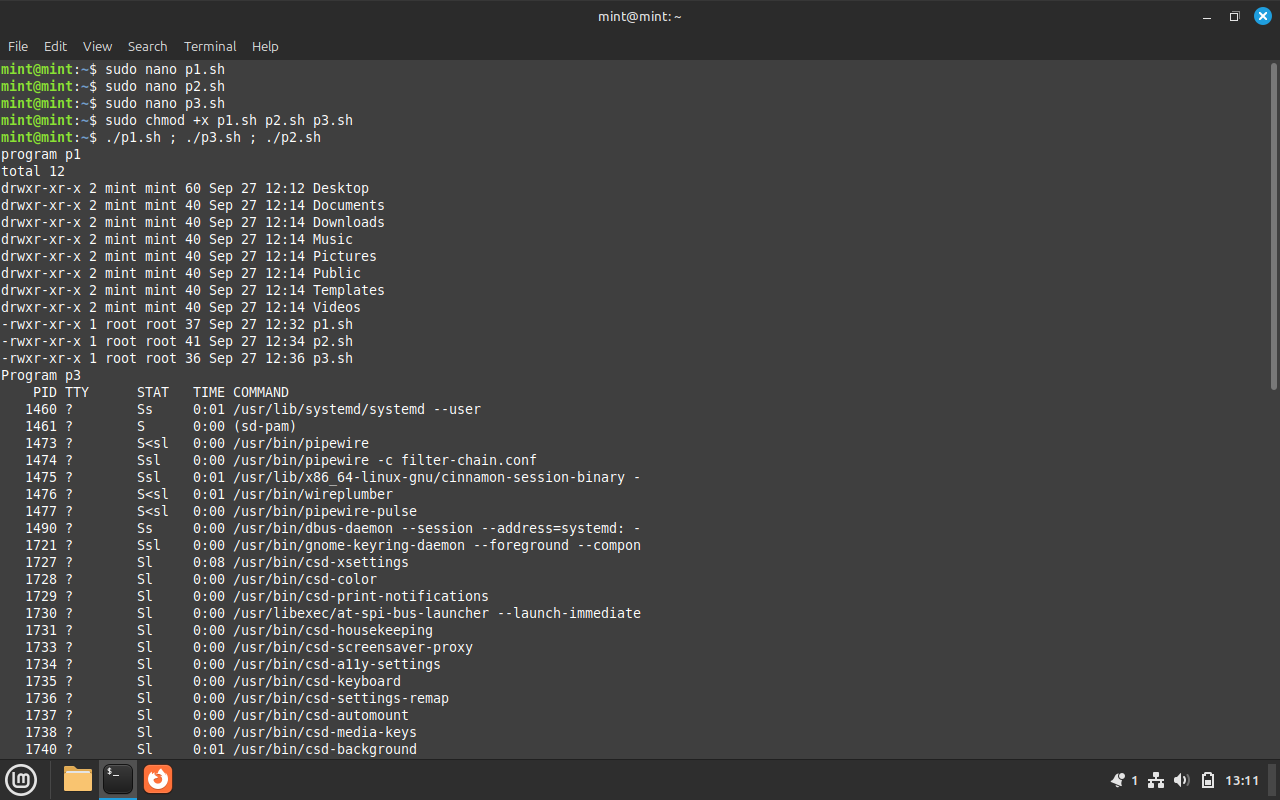 mint@mint: ~
File Edit View Search Terminal Help
mint@mint:~$ sudo nano p1.sh
mint@mint:~$ sudo nano p2.sh
mint@mint:~$ sudo nano p3.sh
mint@mint:~$ sudo chmod +x p1.sh p2.sh p3.sh
mint@mint:~$ ./p1.sh ; ./p3.sh ; ./p2.sh
program p1
total 12
drwxr-xr-x 2 mint mint 60 Sep 27 12:12 Desktop
drwxr-xr-x 2 mint mint 40 Sep 27 12:14 Documents
drwxr-xr-x 2 mint mint 40 Sep 27 12:14 Downloads
drwxr-xr-x 2 mint mint 40 Sep 27 12:14 Music
drwxr-xr-x 2 mint mint 40 Sep 27 12:14 Pictures
drwxr-xr-x 2 mint mint 40 Sep 27 12:14 Public
drwxr-xr-x 2 mint mint 40 Sep 27 12:14 Templates
drwxr-xr-x 2 mint mint 40 Sep 27 12:14 Videos
-rwxr-xr-x 1 root root 37 Sep 27 12:32 p1.sh
-rwxr-xr-x 1 root root 41 Sep 27 12:34 p2.sh
-rwxr-xr-x 1 root root 36 Sep 27 12:36 p3.sh
Program p3
    PID TTY      STAT   TIME COMMAND
   1460 ?        Ss     0:01 /usr/lib/systemd/systemd --user
   1461 ?        S      0:00 (sd-pam)
   1473 ?        S<sl   0:00 /usr/bin/pipewire
   1474 ?        Ssl    0:00 /usr/bin/pipewire -c filter-chain.conf
   1475 ?        Ssl    0:01 /usr/lib/x86_64-linux-gnu/cinnamon-session-binary -
   1476 ?        S<sl   0:01 /usr/bin/wireplumber
   1477 ?        S<sl   0:00 /usr/bin/pipewire-pulse
   1490 ?        Ss     0:00 /usr/bin/dbus-daemon --session --address=systemd: -
   1721 ?        Ssl    0:00 /usr/bin/gnome-keyring-daemon --foreground --compon
   1727 ?        Sl     0:08 /usr/bin/csd-xsettings
   1728 ?        Sl     0:00 /usr/bin/csd-color
   1729 ?        Sl     0:00 /usr/bin/csd-print-notifications
   1730 ?        Sl     0:00 /usr/libexec/at-spi-bus-launcher --launch-immediate
   1731 ?        Sl     0:00 /usr/bin/csd-housekeeping
   1733 ?        Sl     0:00 /usr/bin/csd-screensaver-proxy
   1734 ?        Sl     0:00 /usr/bin/csd-a11y-settings
   1735 ?        Sl     0:00 /usr/bin/csd-keyboard
   1736 ?        Sl     0:00 /usr/bin/csd-settings-remap
   1737 ?        Sl     0:00 /usr/bin/csd-automount
   1738 ?        Sl     0:00 /usr/bin/csd-media-keys
   1740 ?        Sl     0:01 /usr/bin/csd-background
1 13:11